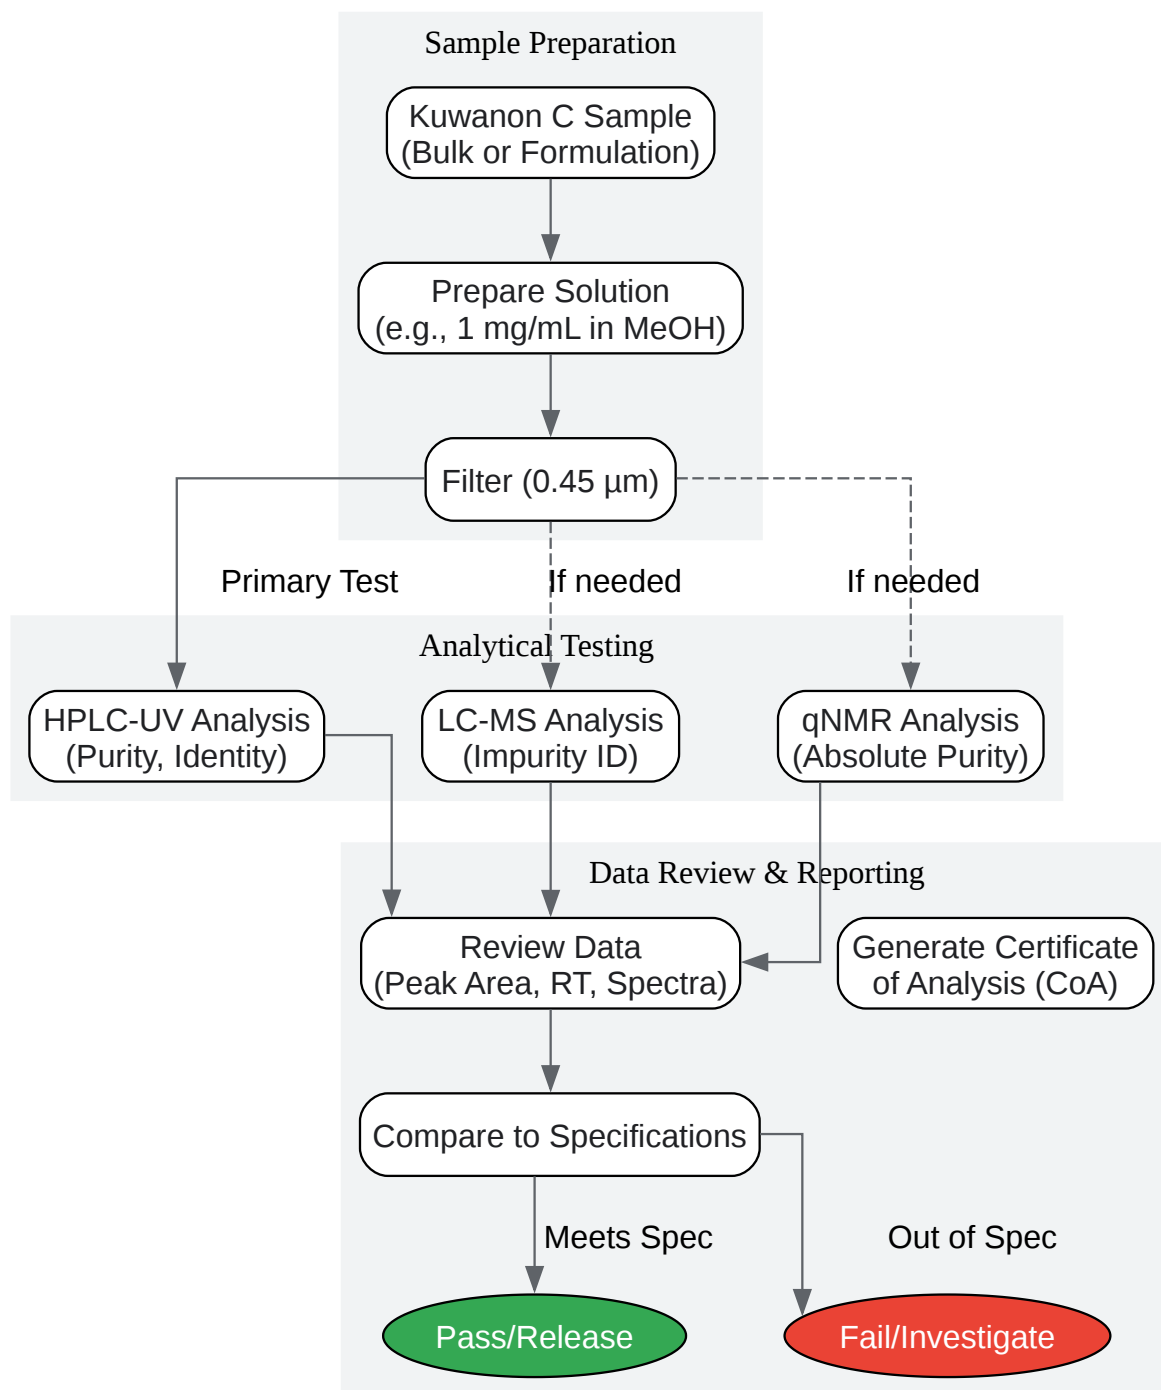 Sample Preparation
Kuwanon C Sample
(Bulk or Formulation)
Prepare Solution
(e.g., 1 mg/mL in MeOH)
Filter (0.45 µm)
Primary Test
If needed
If needed
Analytical Testing
HPLC-UV Analysis
(Purity, Identity)
LC-MS Analysis
(Impurity ID)
qNMR Analysis
(Absolute Purity)
Data Review & Reporting
Review Data
(Peak Area, RT, Spectra)
Generate Certificate
of Analysis (CoA)
Compare to Specifications
Meets Spec
Out of Spec
Pass/Release
Fail/Investigate